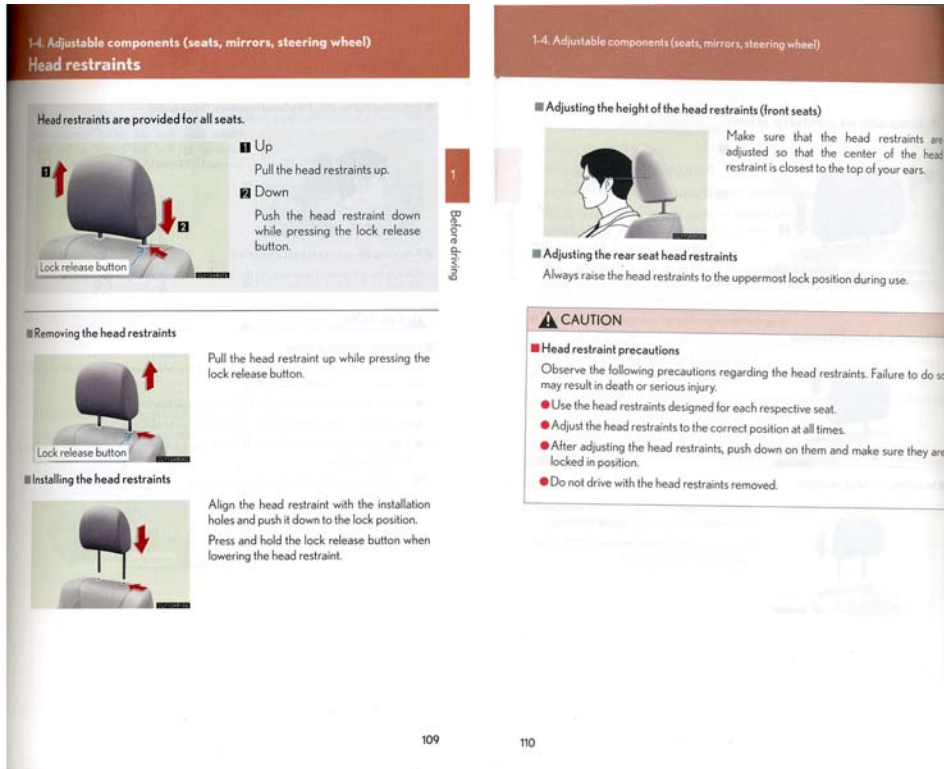 1-4. Adjustable components (seats, mirrors, steering wheel)
Head restraints
Head restraints are provided for all seats.
1 Up
Pull the head restraints up.
2 Down
Push the head restraint down
while pressing the lock release
button.
1
2
Lock release button
1
Before driving
■Removing the head restraints
Pull the head restraint up while pressing the
lock release button.
Lock release button
■Installing the head restraints
Align the head restraint with the installation
holes and push it down to the lock position.
Press and hold the lock release button when
lowering the head restraint.
109
1-4. Adjustable components (seats, mirrors, steering wheel)
■Adjusting the height of the head restraints (front seats)
Make sure that the head restraints are
adjusted so that the center of the head
restraint is closest to the top of your ears.
■Adjusting the rear seat head restraints
Always raise the head restraints to the uppermost lock position during use.
CAUTION
■Head restraint precautions
Observe the following precautions regarding the head restraints. Failure to do so
may result in death or serious injury.
●Use the head restraints designed for each respective seat.
●Adjust the head restraints to the correct position at all times.
●After adjusting the head restraints, push down on them and make sure they are
locked in position.
●Do not drive with the head restraints removed.
110